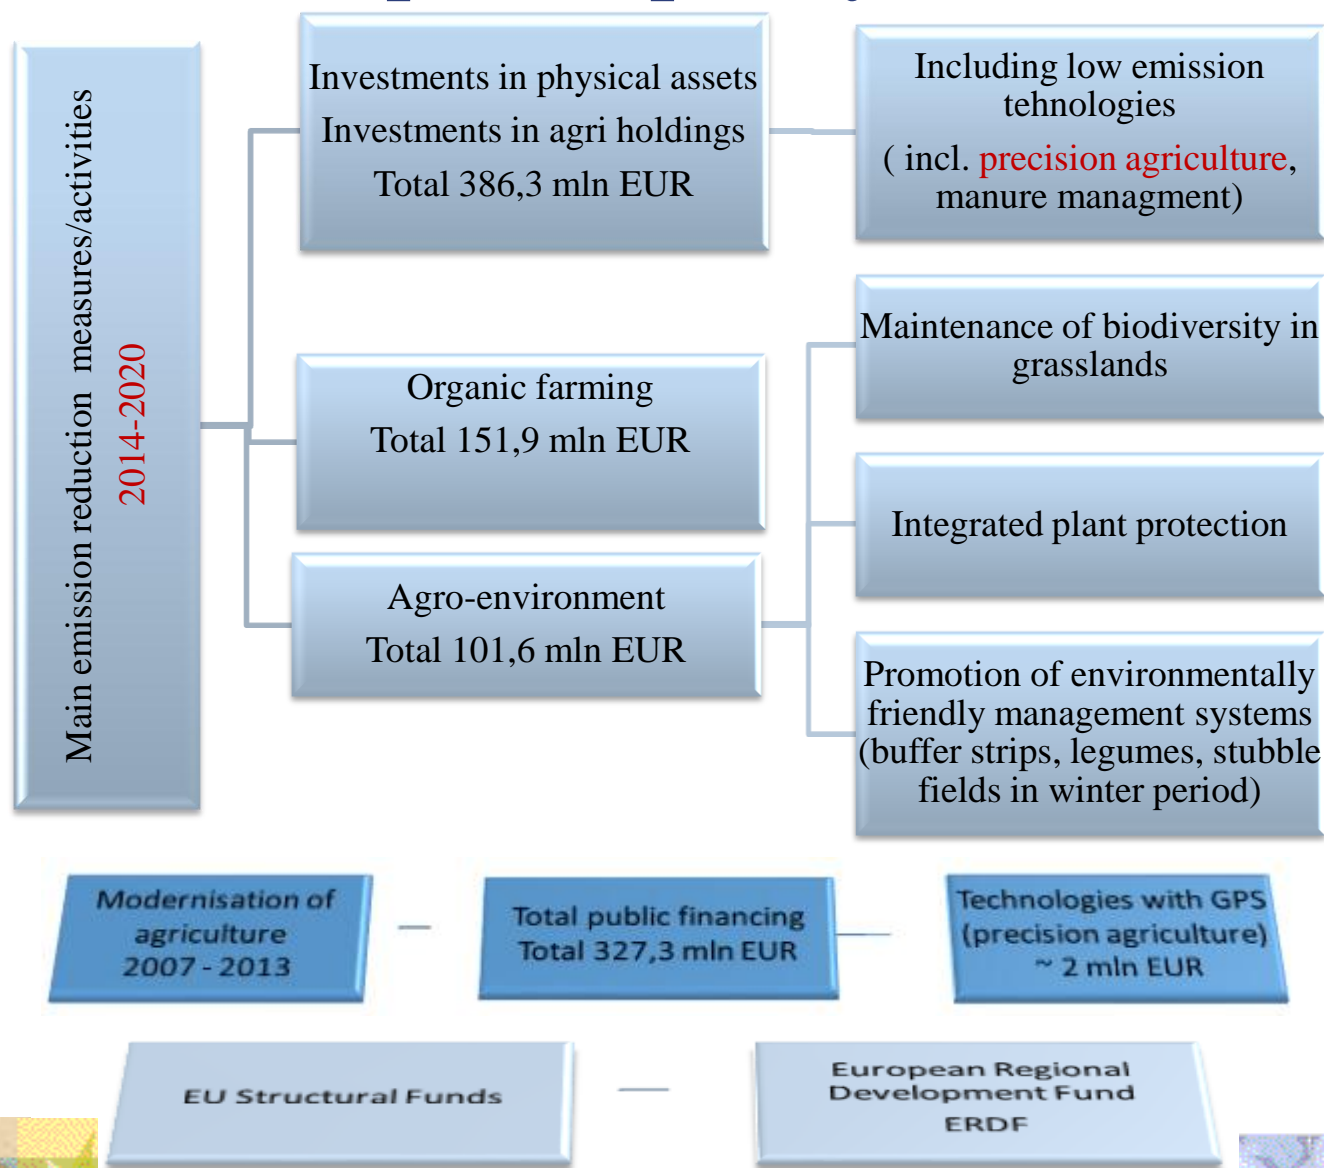 Main emission reduction measures/activities
2014-2020
Investments in physical assets
Investments in agri holdings
Total 386,3 mln EUR
Including low emission
tehnologies
( incl. precision agriculture,
manure managment)
Organic farming
Total 151,9 mln EUR
Agro-environment
Total 101,6 mln EUR
Maintenance of biodiversity in
grasslands
Integrated plant protection
Promotion of environmentally
friendly management systems
(buffer strips, legumes, stubble
fields in winter period)
Modernisation of
agriculture
2007 - 2013
Total public financing
Total 327,3 mln EUR
Technologies with GPS
(precision agriculture)
~ 2 mln EUR
EU Structural Funds
European Regional
Development Fund
ERDF